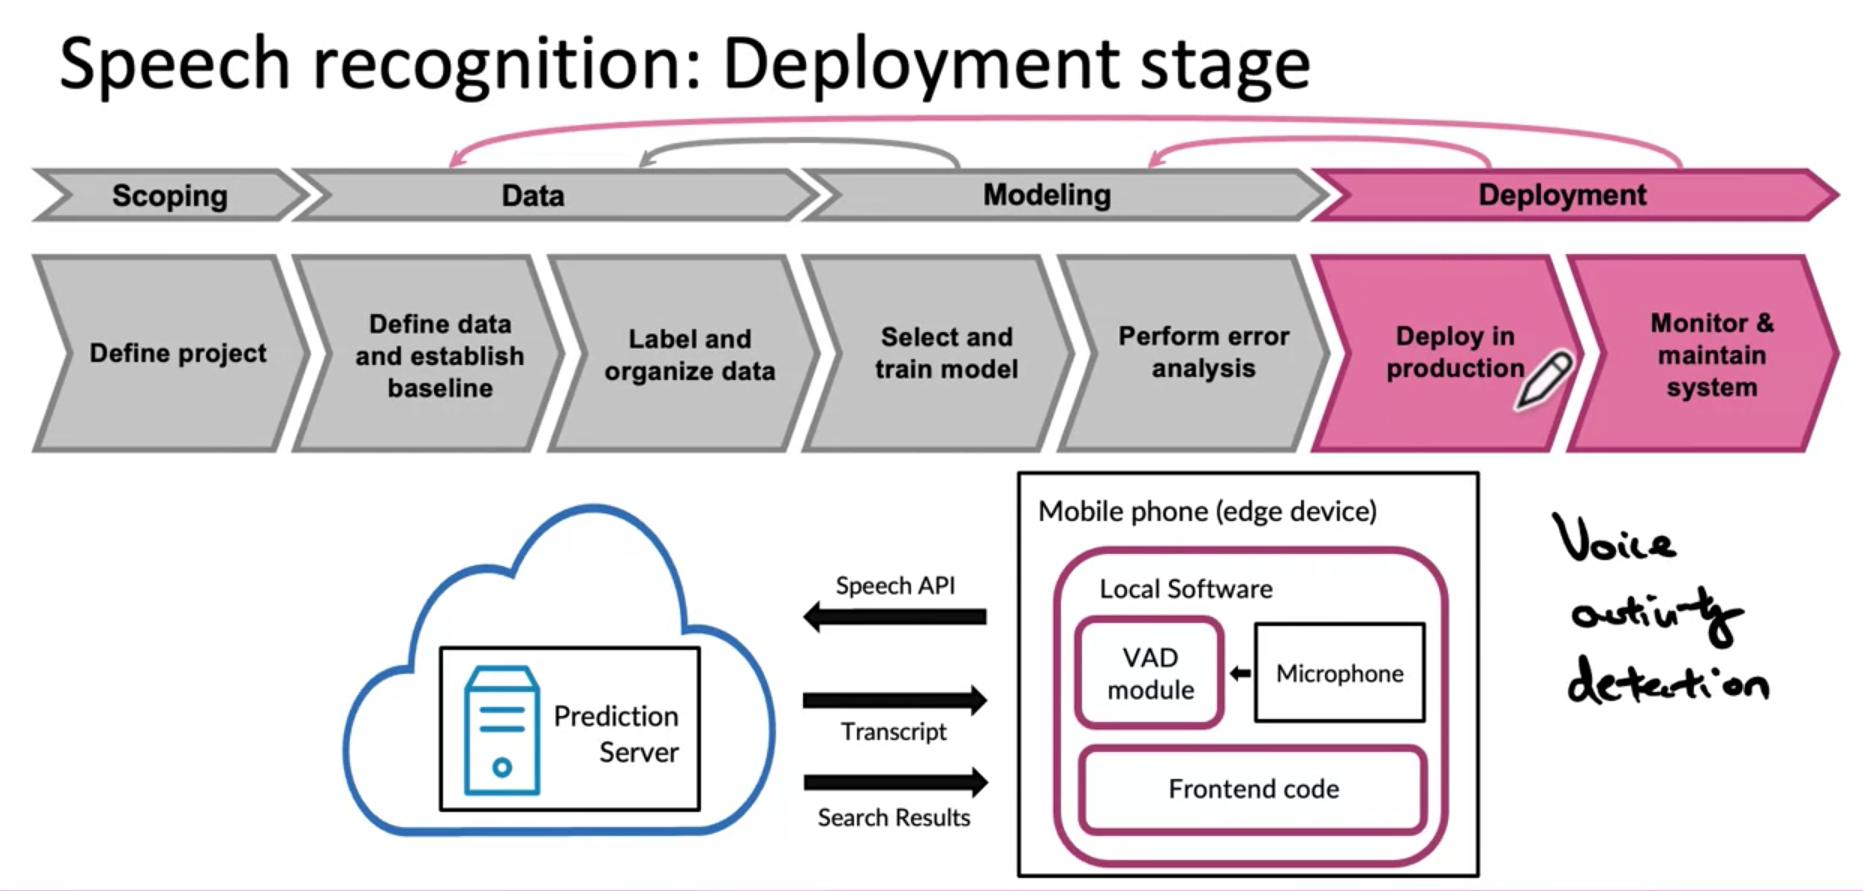 Speech recognition: Deployment stage
Scoping
Data
Modeling
Deployment
Define project
Define data
and establish
baseline
Label and
organize data
Select and
train model
Perform error
analysis
Deploy in
production
Monitor &
maintain
system
Prediction
Server
Speech API
Transcript
Search Results
Mobile phone (edge device)
Local Software
VAD
module
Microphone
Frontend code
Voice
activity
detection